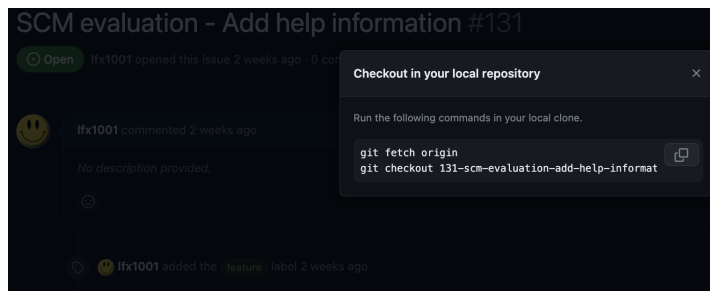 SCM evaluation - Add help information #131
Open lfx1001 opened this issue 2 weeks ago · 0 com
Checkout in your local repository
Run the following commands in your local clone.
lfx1001 commented 2 weeks ago
git fetch origin
git checkout 131-scm-evaluation-add-help-informat
No description provided.
lfx1001 added the feature label 2 weeks ago